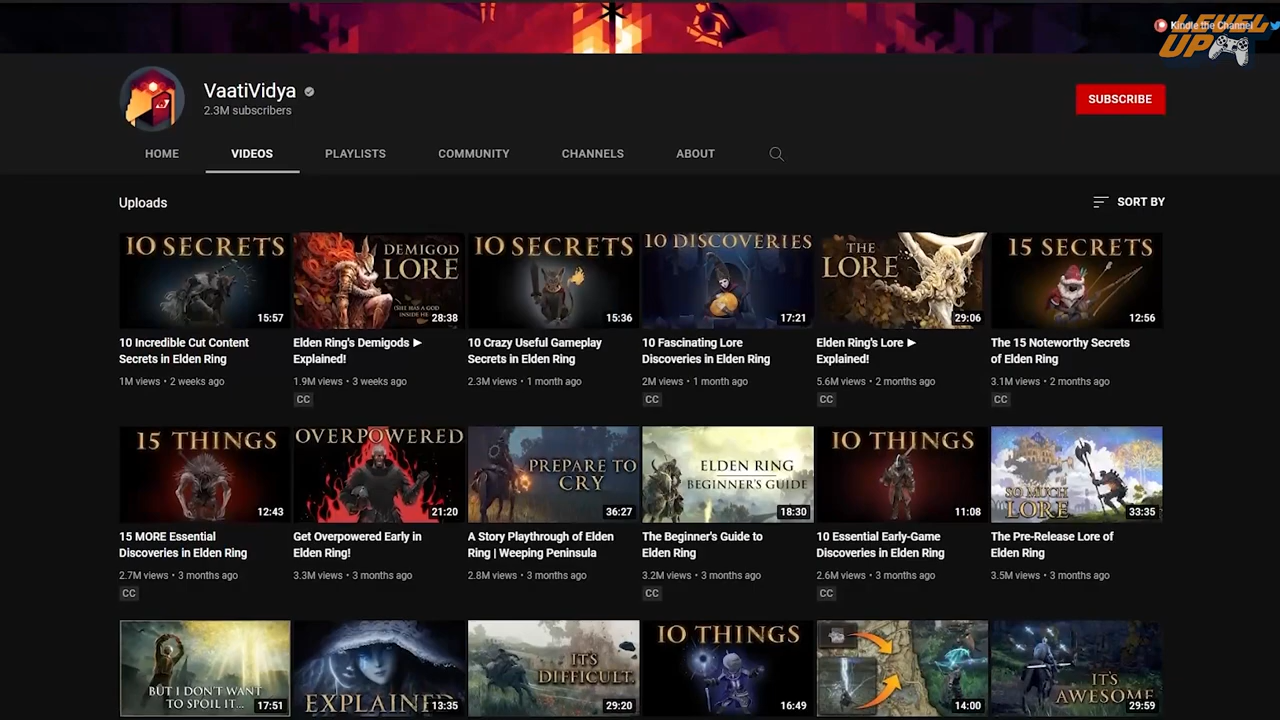 Kindle the Channel
LEVEL
UP
VaatiVidya
2.3M subscribers
SUBSCRIBE
HOME
VIDEOS
PLAYLISTS
COMMUNITY
CHANNELS
ABOUT
Uploads
SORT BY
10 SECRETS
15:57
DEMIGOD
LORE
(SHE HAS A GOD
INSIDE HER)
28:38
10 SECRETS
15:36
10 DISCOVERIES
17:21
THE
LORE
29:06
15 SECRETS
12:56
10 Incredible Cut Content
Secrets in Elden Ring
1M views • 2 weeks ago
Elden Ring's Demigods ►
Explained!
1.9M views • 3 weeks ago
CC
10 Crazy Useful Gameplay
Secrets in Elden Ring
2.3M views • 1 month ago
10 Fascinating Lore
Discoveries in Elden Ring
2M views • 1 month ago
CC
Elden Ring's Lore ►
Explained!
5.6M views • 2 months ago
CC
The 15 Noteworthy Secrets
of Elden Ring
3.1M views • 2 months ago
CC
15 THINGS
12:43
OVERPOWERED
21:20
PREPARE TO
CRY
36:27
ELDEN RING
BEGINNER'S GUIDE
18:30
10 THINGS
11:08
SO MUCH
LORE
33:35
15 MORE Essential
Discoveries in Elden Ring
2.7M views • 3 months ago
CC
Get Overpowered Early in
Elden Ring!
3.3M views • 3 months ago
A Story Playthrough of Elden
Ring | Weeping Peninsula
2.8M views • 3 months ago
The Beginner's Guide to
Elden Ring
3.2M views • 3 months ago
CC
10 Essential Early-Game
Discoveries in Elden Ring
2.6M views • 3 months ago
CC
The Pre-Release Lore of
Elden Ring
3.5M views • 3 months ago
BUT I DON'T WANT
TO SPOIL IT...
17:51
EXPLAINED
13:35
IT'S
DIFFICULT.
29:20
10 THINGS
16:49
14:00
IT'S
AWESOME
29:59